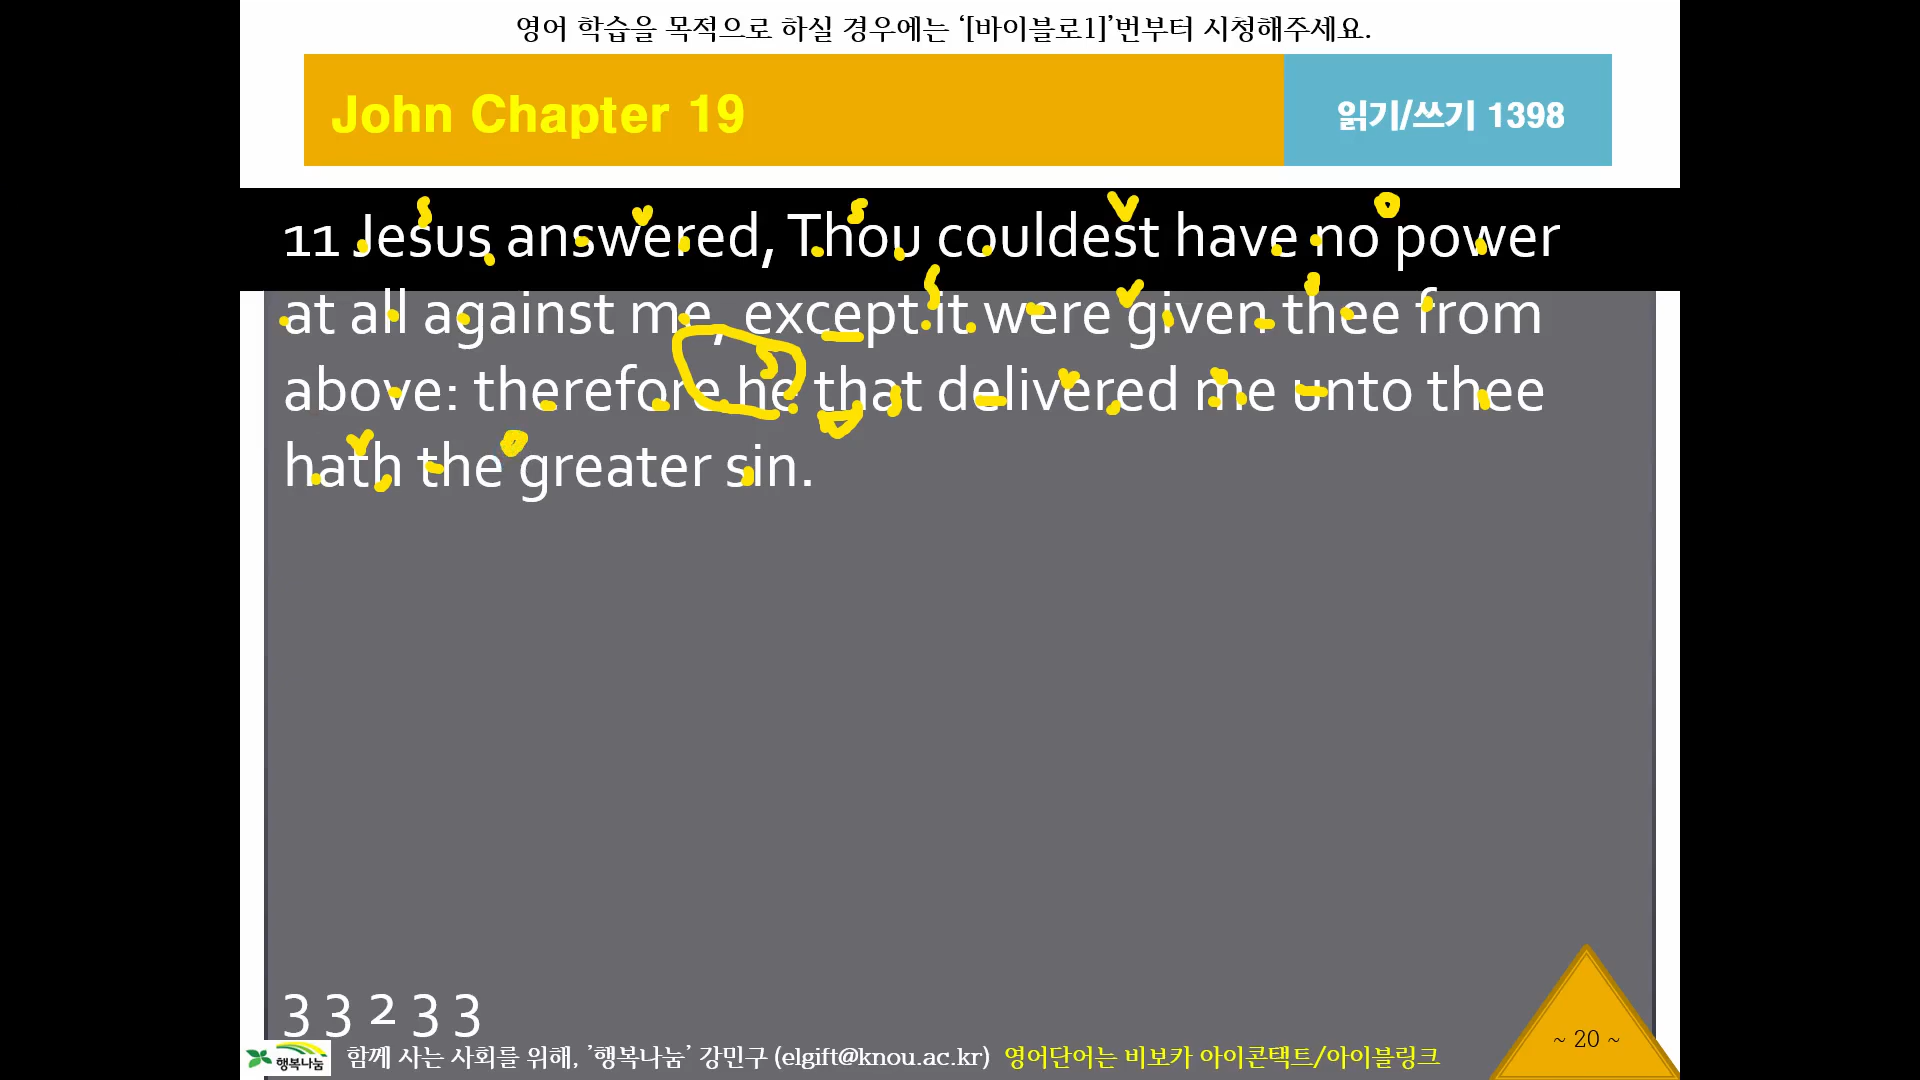 영어 학습을 목적으로 하실 경우에는 ‘[바이블로1]’번부터 시청해주세요.
John Chapter 19
읽기/쓰기 1398
11 Jesus answered, Thou couldest have no power
at all against me, except it were given thee from
above: therefore he that delivered me unto thee
hath the greater sin.
3 3 2 3 3
~ 20 ~
행복나눔 함께 사는 사회를 위해, ’행복나눔’ 강민구 (elgift@knou.ac.kr) 영어단어는 비보카 아이콘택트/아이블링크